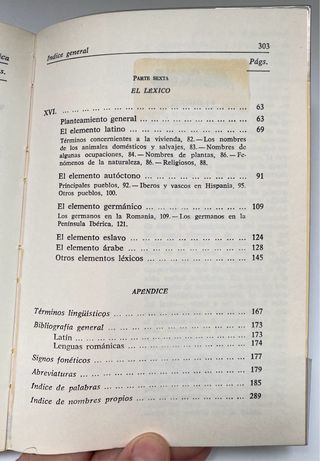 Indice general 303
Págs.
PARTE SEXTA
EL LEXICO
XVI. ... ... ... ... ... ... ... ... ... ... ... ... 63
Planteamiento general ... ... ... ... ... ... ... 63
El elemento latino ... ... ... ... ... ... ... ... 69
Términos concernientes a la vivienda, 82. — Los nombres
de los animales domésticos y salvajes, 83. — Nombres de
algunas ocupaciones, 84. — Nombres de plantas, 86. — Fe-
nómenos de la naturaleza, 86. — Religiosos, 88.
El elemento autóctono ... ... ... ... ... ... ... 91
Principales pueblos, 92. — Iberos y vascos en Hispania, 95.
Otros pueblos, 100.
El elemento germánico ... ... ... ... ... ... ... 109
Los germanos en la Romania, 109. — Los germanos en la
Península Ibérica, 121.
El elemento eslavo ... ... ... ... ... ... ... ... 124
El elemento árabe ... ... ... ... ... ... ... ... 128
Otros elementos léxicos ... ... ... ... ... ... ... 145
APENDICE
Términos lingüísticos ... ... ... ... ... ... ... ... 167
Bibliografía general ... ... ... ... ... ... ... ... 173
Latín ... ... ... ... ... ... ... ... ... ... 173
Lenguas románicas ... ... ... ... ... ... ... 174
Signos fonéticos ... ... ... ... ... ... ... ... ... 177
Abreviaturas ... ... ... ... ... ... ... ... ... ... 179
Indice de palabras ... ... ... ... ... ... ... ... 185
Indice de nombres propios ... ... ... ... ... ... 289